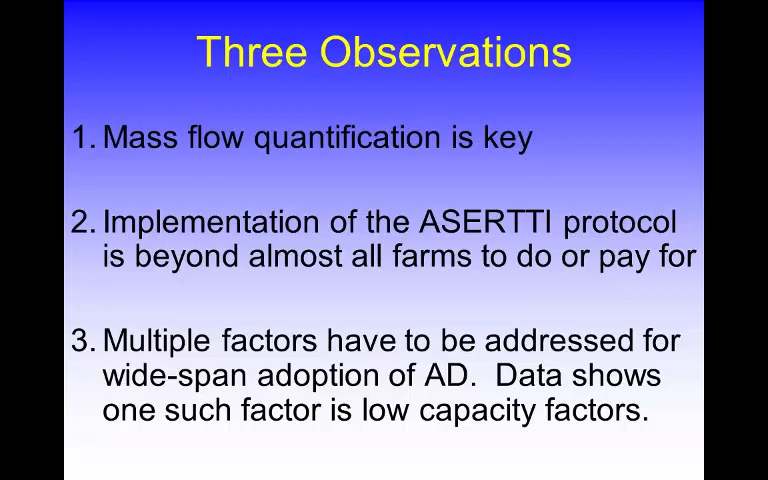 Three Observations
1. Mass flow quantification is key
2. Implementation of the ASERTTI protocol
is beyond almost all farms to do or pay for
3. Multiple factors have to be addressed for
wide-span adoption of AD.  Data shows
one such factor is low capacity factors.